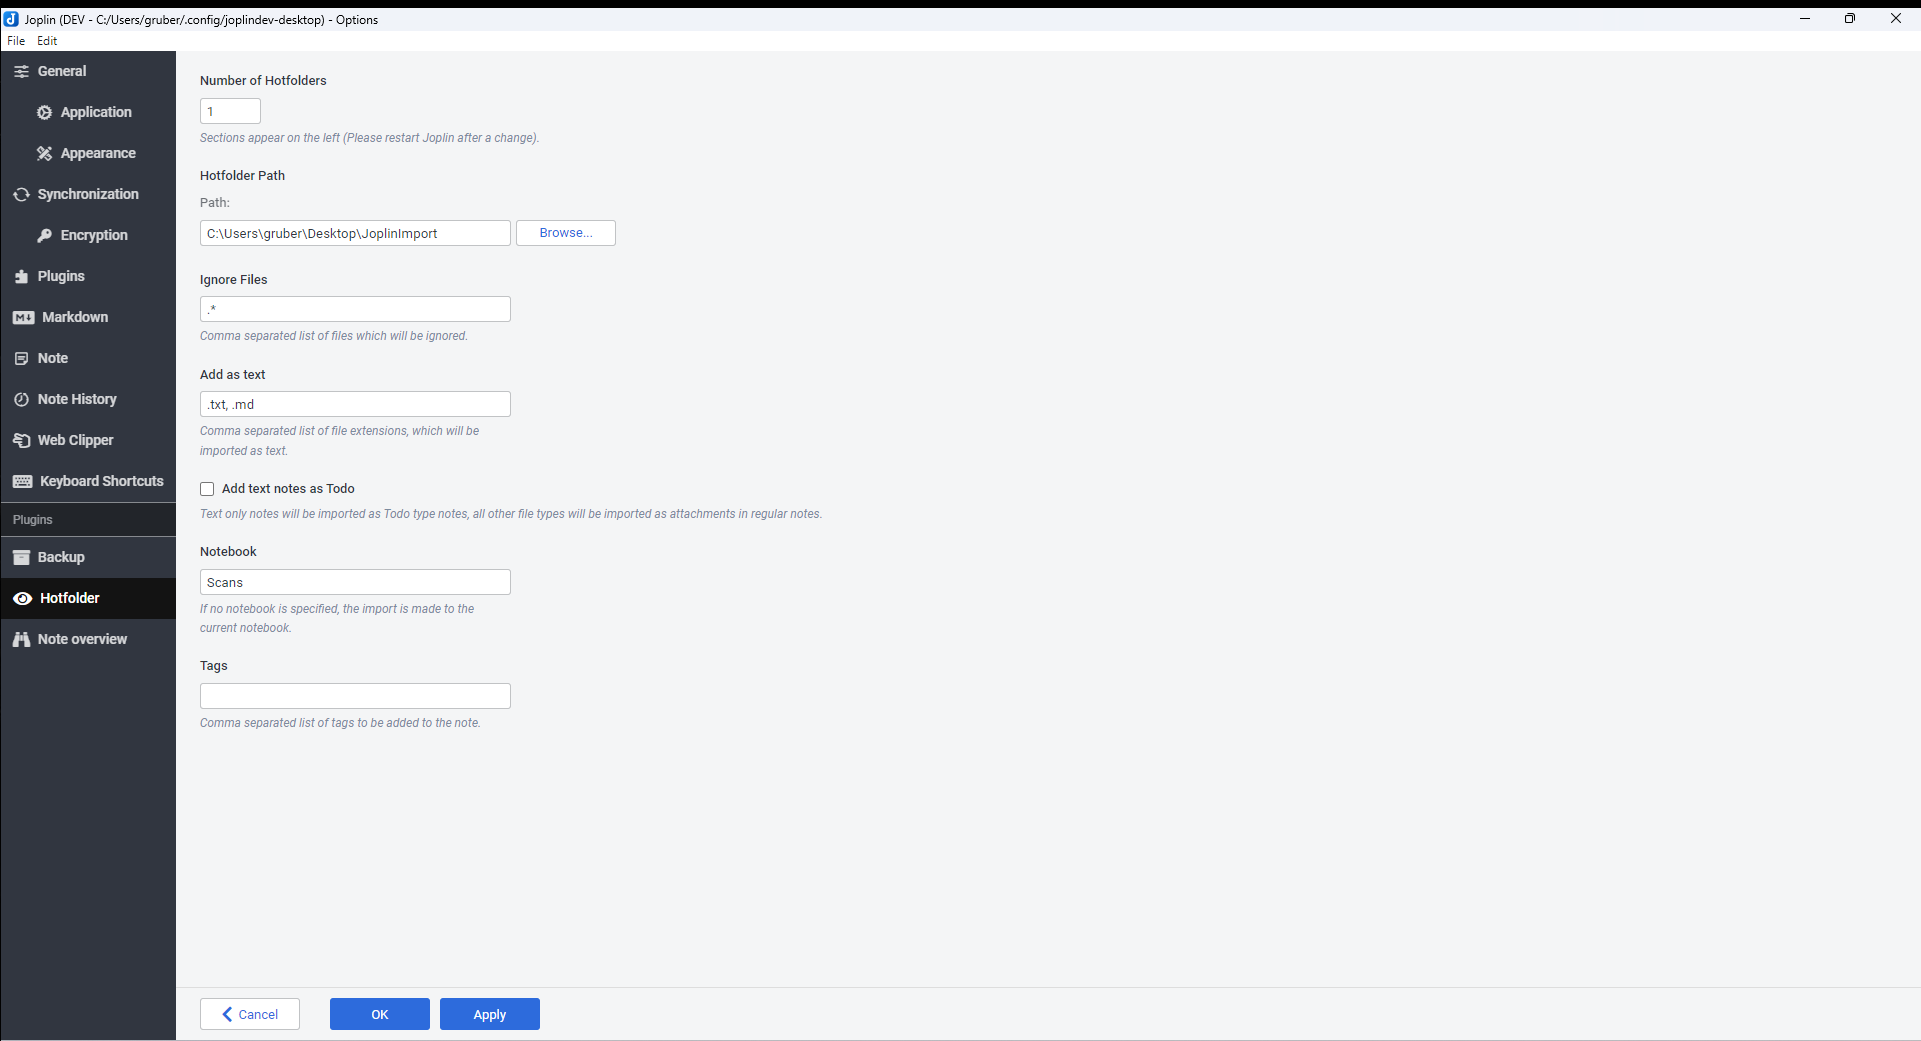 Joplin (DEV - C:/Users/gruber/.config/joplindev-desktop) - Options
File Edit
General
Application
Appearance
Synchronization
Encryption
Plugins
Markdown
Note
Note History
Web Clipper
Keyboard Shortcuts
Plugins
Backup
Hotfolder
Note overview
Number of Hotfolders
1
Sections appear on the left (Please restart Joplin after a change).
Hotfolder Path
Path:
C:\Users\gruber\Desktop\JoplinImport
Browse...
Ignore Files
.*
Comma separated list of files which will be ignored.
Add as text
.txt, .md
Comma separated list of file extensions, which will be
imported as text.
Add text notes as Todo
Text only notes will be imported as Todo type notes, all other file types will be imported as attachments in regular notes.
Notebook
Scans
If no notebook is specified, the import is made to the
current notebook.
Tags
Comma separated list of tags to be added to the note.
Cancel
OK
Apply